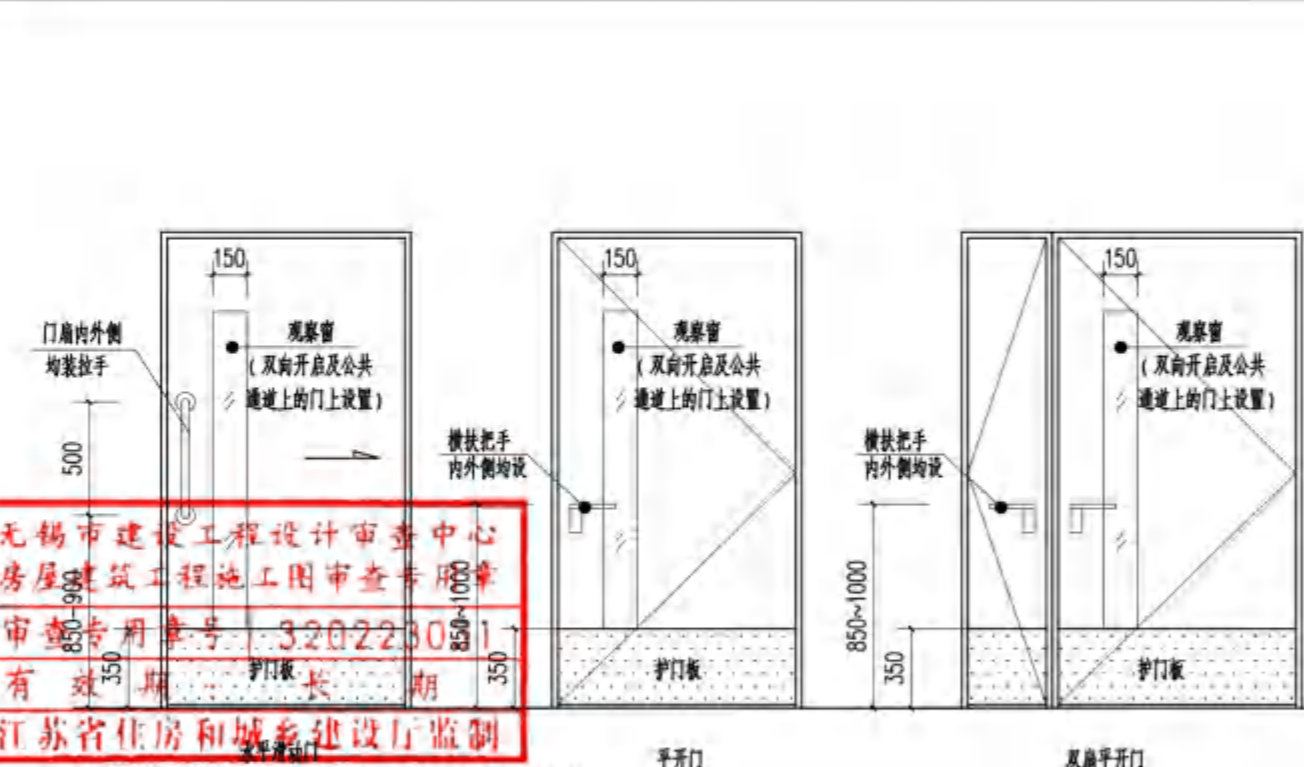 150
门扇内外侧
均装拉手
观察窗
(双向开启及公共
通道上的门上设置)
500
850~900
350
护门板
水平滑动门
150
观察窗
(双向开启及公共
通道上的门上设置)
横扶把手
内外侧均设
850~1000
350
护门板
平开门
150
观察窗
(双向开启及公共
通道上的门上设置)
横扶把手
内外侧均设
850~1000
350
护门板
双扇平开门
无锡市建设工程设计审查中心
房屋建筑工程施工图审查专用章
审查专用章号
有效期:长期
江苏省住房和城乡建设厅监制